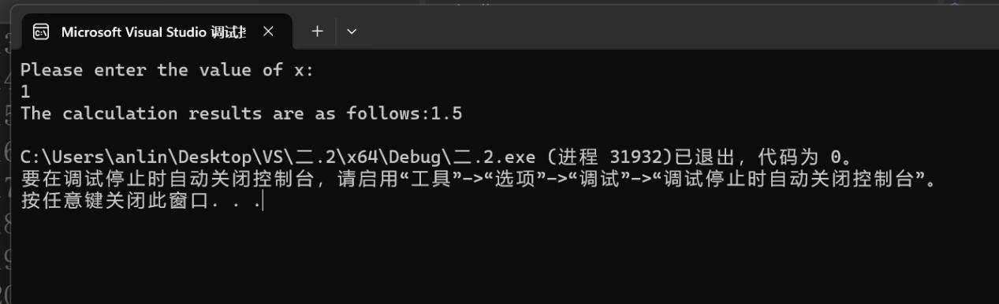 Microsoft Visual Studio 调试
Please enter the value of x:
1
The calculation results are as follows:1.5
C:\Users\anlin\Desktop\VS\二.2\x64\Debug\二.2.exe (进程 31932)已退出，代码为 0。
要在调试停止时自动关闭控制台，请启用“工具”->“选项”->“调试”->“调试停止时自动关闭控制台”。
按任意键关闭此窗口. . .